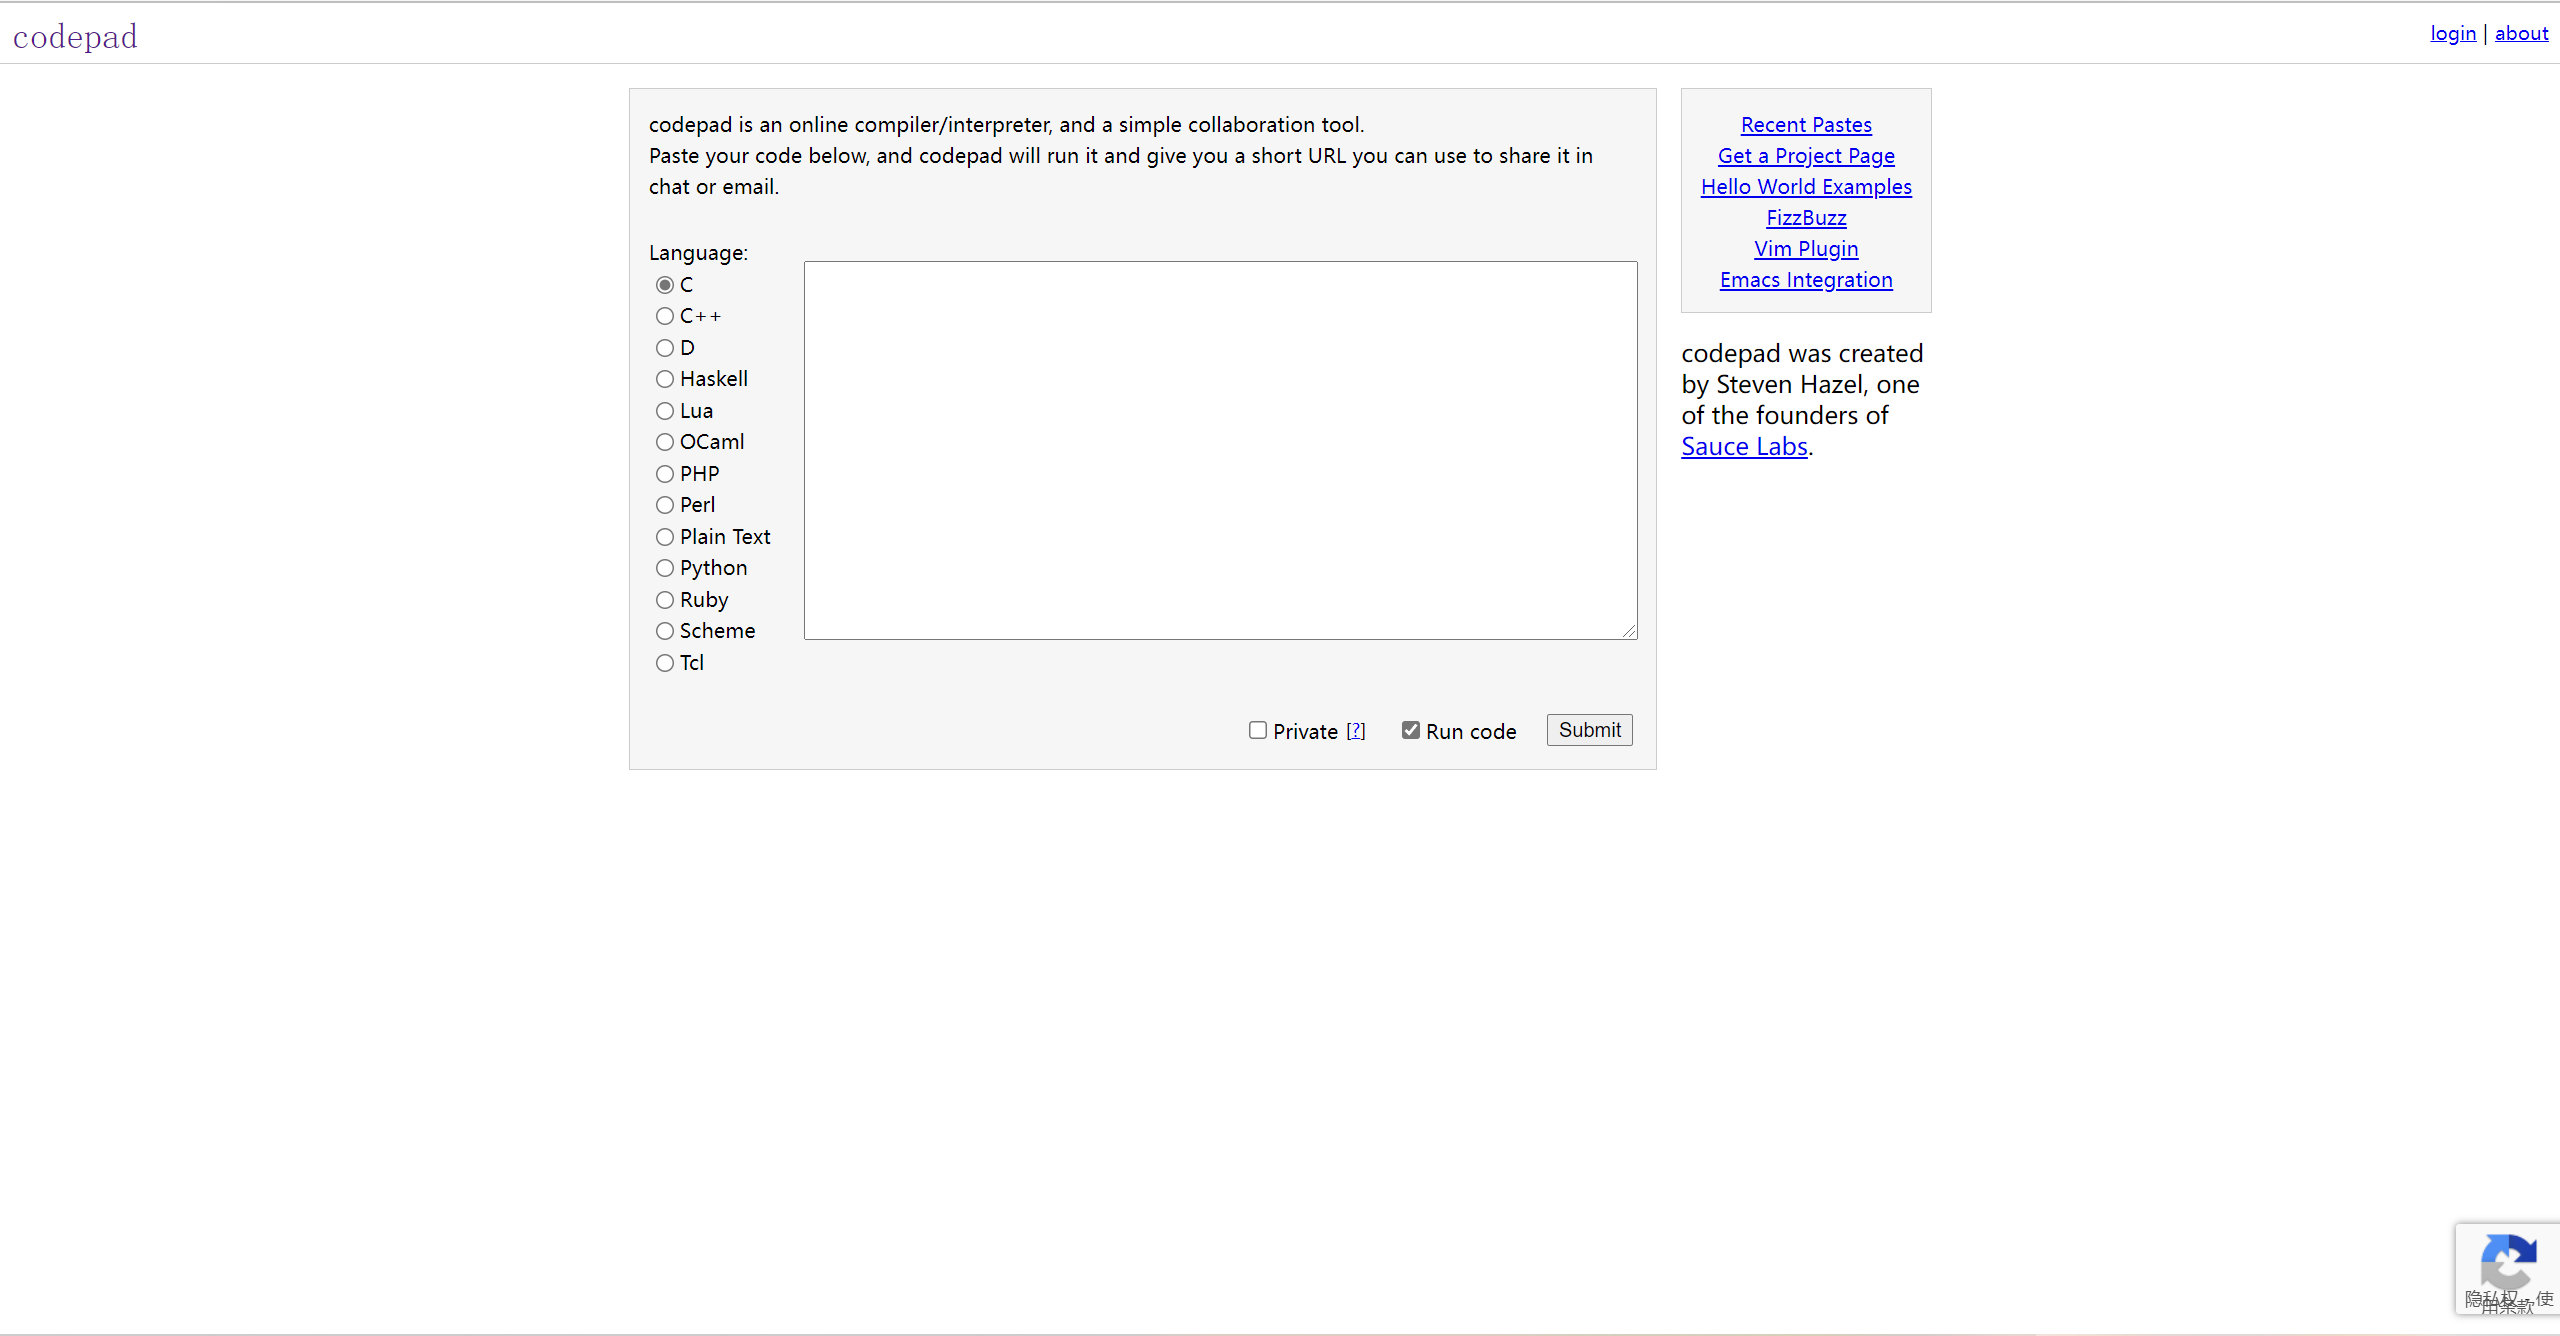 codepad
login | about
codepad is an online compiler/interpreter, and a simple collaboration tool.
Paste your code below, and codepad will run it and give you a short URL you can use to share it in
chat or email.
Language:
C
C++
D
Haskell
Lua
OCaml
PHP
Perl
Plain Text
Python
Ruby
Scheme
Tcl
Private [?]
Run code
Submit
Recent Pastes
Get a Project Page
Hello World Examples
FizzBuzz
Vim Plugin
Emacs Integration
codepad was created
by Steven Hazel, one
of the founders of
Sauce Labs.
隐私权 - 使
用条款